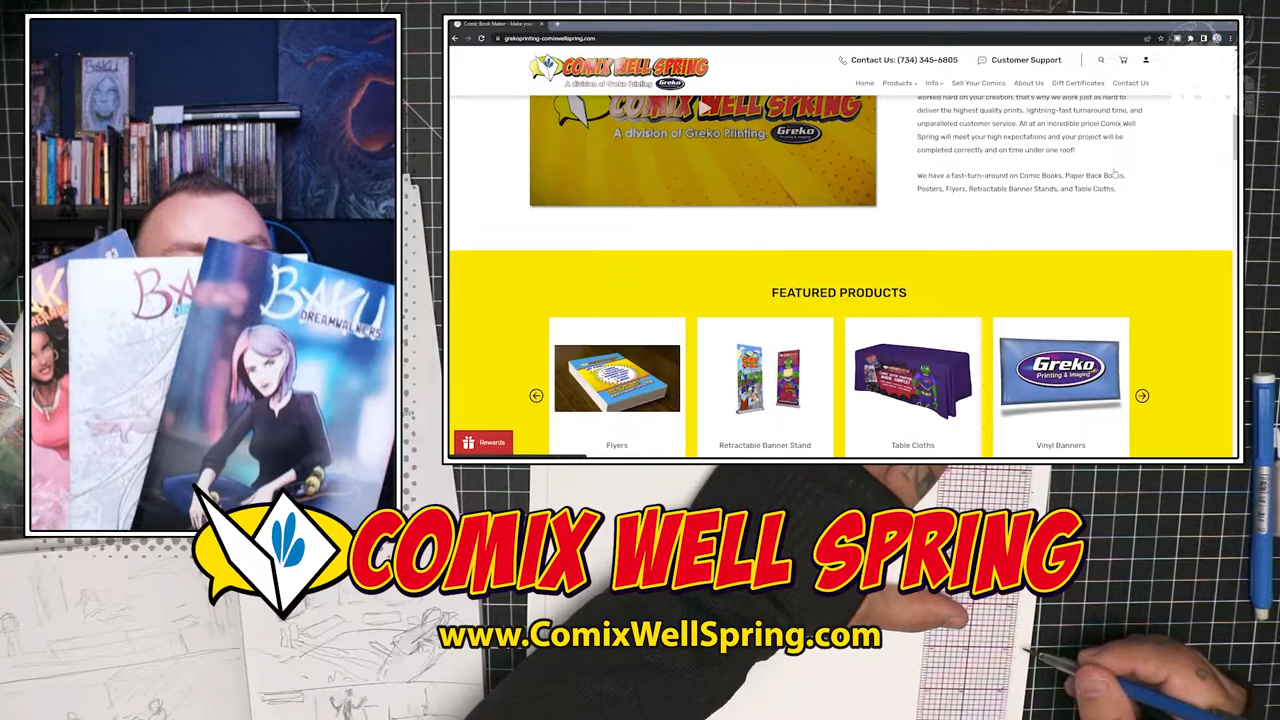 Comic Book Maker - Make you
grekoprinting-comixwellspring.com
COMIX WELL SPRING
A division of Greko Printing. Greko
Contact Us: (734) 345-6805
Customer Support
Home
Products
Info
Sell Your Comics
About Us
Gift Certificates
Contact Us
COMIX WELL SPRING
A division of Greko Printing.
Greko
Printing & Imaging
worked hard on your creation, that's why we work just as hard to
deliver the highest quality prints, lightning-fast turnaround time, and
unparalleled customer service. All at an incredible price! Comix Well
Spring will meet your high expectations and your project will be
completed correctly and on time under one roof!
We have a fast-turn-around on Comic Books, Paper Back Books,
Posters, Flyers, Retractable Banner Stands, and Table Cloths.
FEATURED PRODUCTS
Greko
Printing & Imaging
Flyers
Retractable Banner Stand
Table Cloths
Vinyl Banners
Rewards
BAKU
BAKU
DREAMWALKERS
COMIX WELL SPRING
www.ComixWellSpring.com